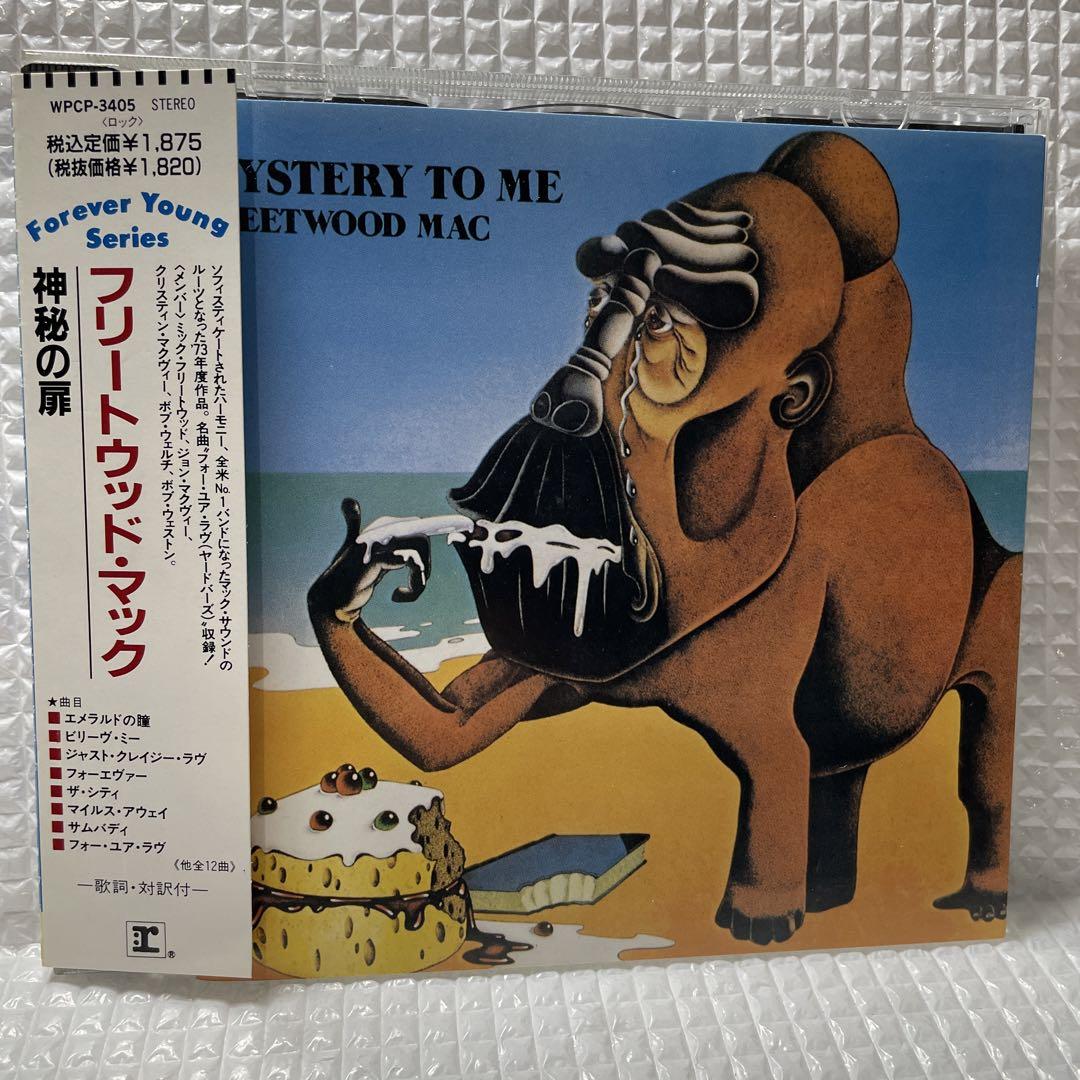 WPCP-3405 STEREO
〈ロック〉
税込定価¥1,875
(税抜価格¥1,820)
Forever Young
Series
フリートウッド・マック
神秘の扉
ソフィスティケートされたハーモニー、全米No.1バンドになったマック・サウンドの
ルーツとなった'73年度作品。名曲"フォー・ユア・ラヴ(ヤードバーズ)"収録!
〈メンバー〉ミック・フリートウッド、ジョン・マクヴィー、
クリスティン・マクヴィー、ボブ・ウェルチ、ボブ・ウェストン。
★曲目
■エメラルドの瞳
■ビリーヴ・ミー
■ジャスト・クレイジー・ラヴ
■フォーエヴァー
■ザ・シティ
■マイルス・アウェイ
■サムバディ
■フォー・ユア・ラヴ
《他全12曲》
—歌詞・対訳付—
r®
YSTERY TO ME
EETWOOD MAC